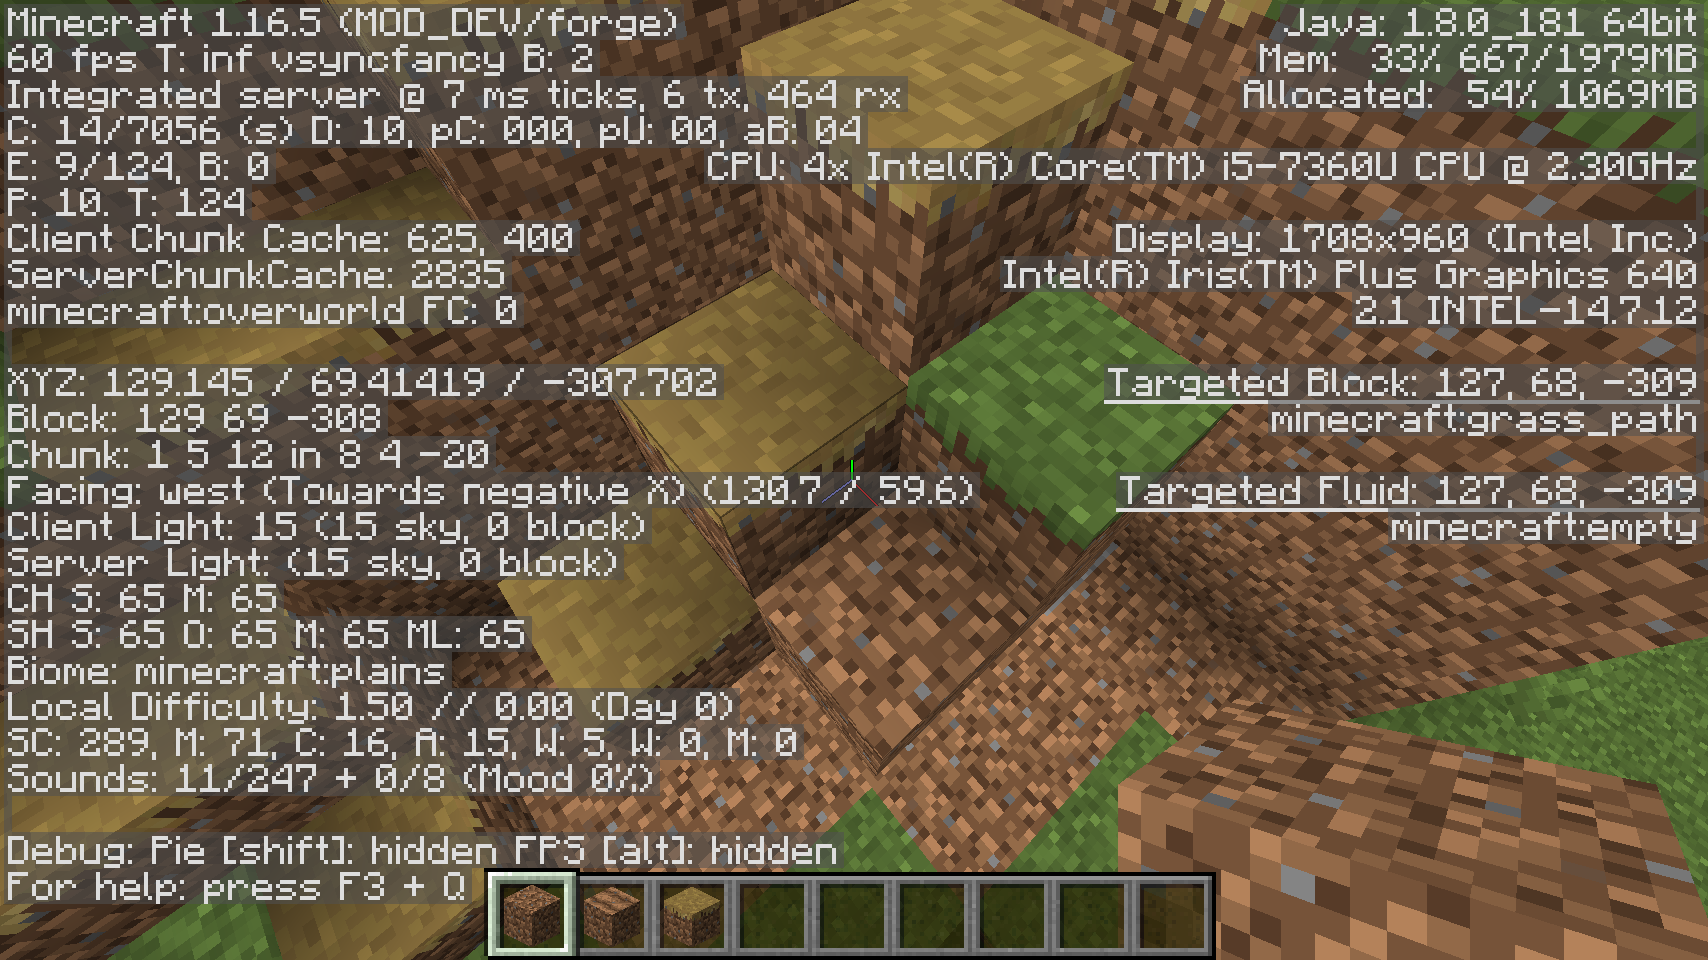 Minecraft 1.16.5 (MOD_DEV/forge)
60 fps T: inf vsyncfancy B: 2
Integrated server @ 7 ms ticks, 6 tx, 464 rx
C: 14/7056 (s) D: 10, pC: 000, pU: 00, aB: 04
E: 9/124, B: 0
P: 10. T: 124
Client Chunk Cache: 625, 400
ServerChunkCache: 2835
minecraft:overworld FC: 0
XYZ: 129.145 / 69.41419 / -307.702
Block: 129 69 -308
Chunk: 1 5 12 in 8 4 -20
Facing: west (Towards negative X) (130.7 / 59.6)
Client Light: 15 (15 sky, 0 block)
Server Light: (15 sky, 0 block)
CH S: 65 M: 65
SH S: 65 O: 65 M: 65 ML: 65
Biome: minecraft:plains
Local Difficulty: 1.50 // 0.00 (Day 0)
SC: 289, M: 71, C: 16, A: 15, W: 5, W: 0, M: 0
Sounds: 11/247 + 0/8 (Mood 0%)
Debug: Pie [shift]: hidden FPS [alt]: hidden
For help: press F3 + Q
Java: 1.8.0_181 64bit
Mem: 33% 667/1979MB
Allocated: 54% 1069MB
CPU: 4x Intel(R) Core(TM) i5-7360U CPU @ 2.30GHz
Display: 1708x960 (Intel Inc.)
Intel(R) Iris(TM) Plus Graphics 640
2.1 INTEL-14.7.12
Targeted Block: 127, 68, -309
minecraft:grass_path
Targeted Fluid: 127, 68, -309
minecraft:empty